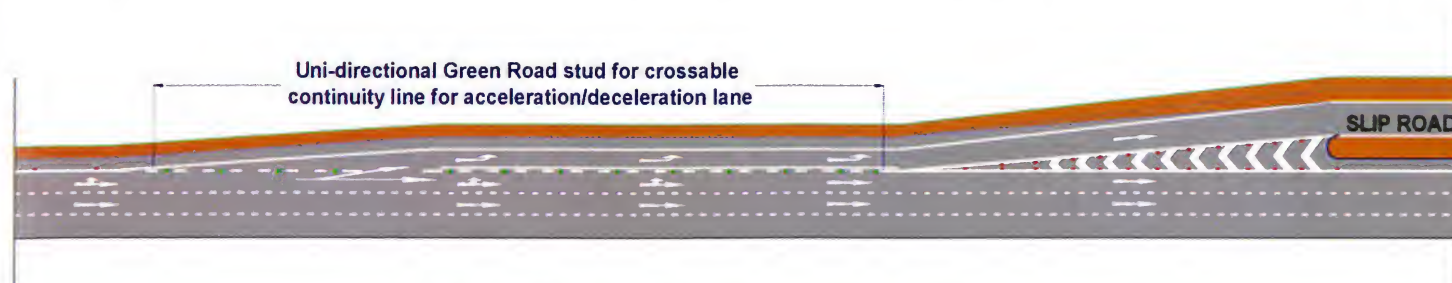 Uni-directional Green Road stud for crossable
continuity line for acceleration/deceleration lane
SLIP ROAD